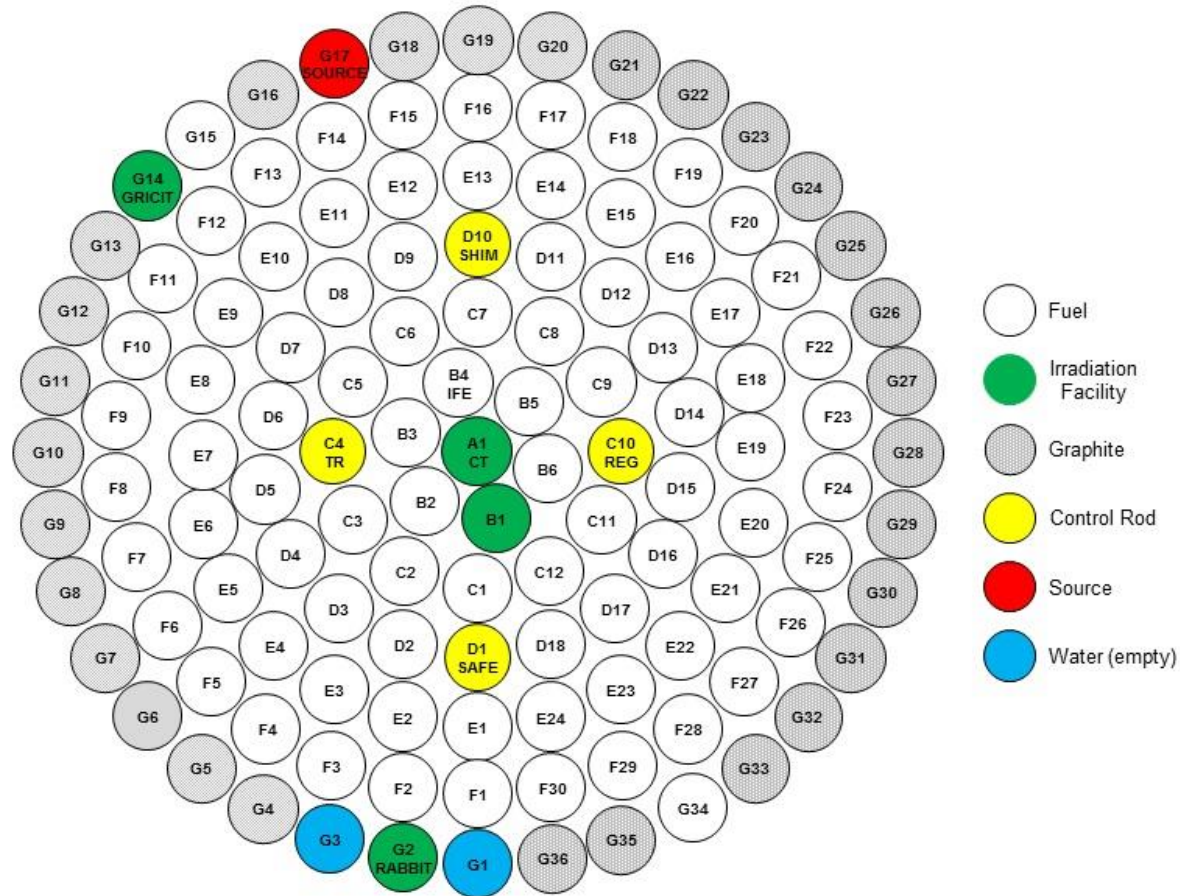 G19
G18
G20
G17
SOURCE
G21
G16
G22
F16
F15
F17
G15
F14
F18
G23
F13
F19
G14
GRICIT
E13
E12
E14
G24
F12
E11
E15
F20
G13
D10
SHIM
G25
E10
D9
D11
E16
F11
F21
D8
D12
G12
E9
C7
E17
G26
F10
C6
C8
F22
D7
D13
G11
E8
C5
B4
IFE
C9
E18
G27
F9
D6
B5
D14
F23
B3
G10
E7
C4
TR
A1
CT
C10
REG
E19
G28
B6
F8
D5
B2
D15
F24
G9
E6
C3
B1
C11
E20
G29
F7
D4
D16
F25
G8
E5
C2
C1
C12
E21
G30
F6
D3
D17
F26
G7
E4
D2
D1
SAFE
D18
E22
G31
F5
E3
E23
F27
G6
E2
E1
E24
G32
F4
F28
G5
F3
F29
G33
F2
F1
F30
G4
G34
G3
G35
G2
RABBIT
G1
G36
Fuel
Irradiation
Facility
Graphite
Control Rod
Source
Water (empty)